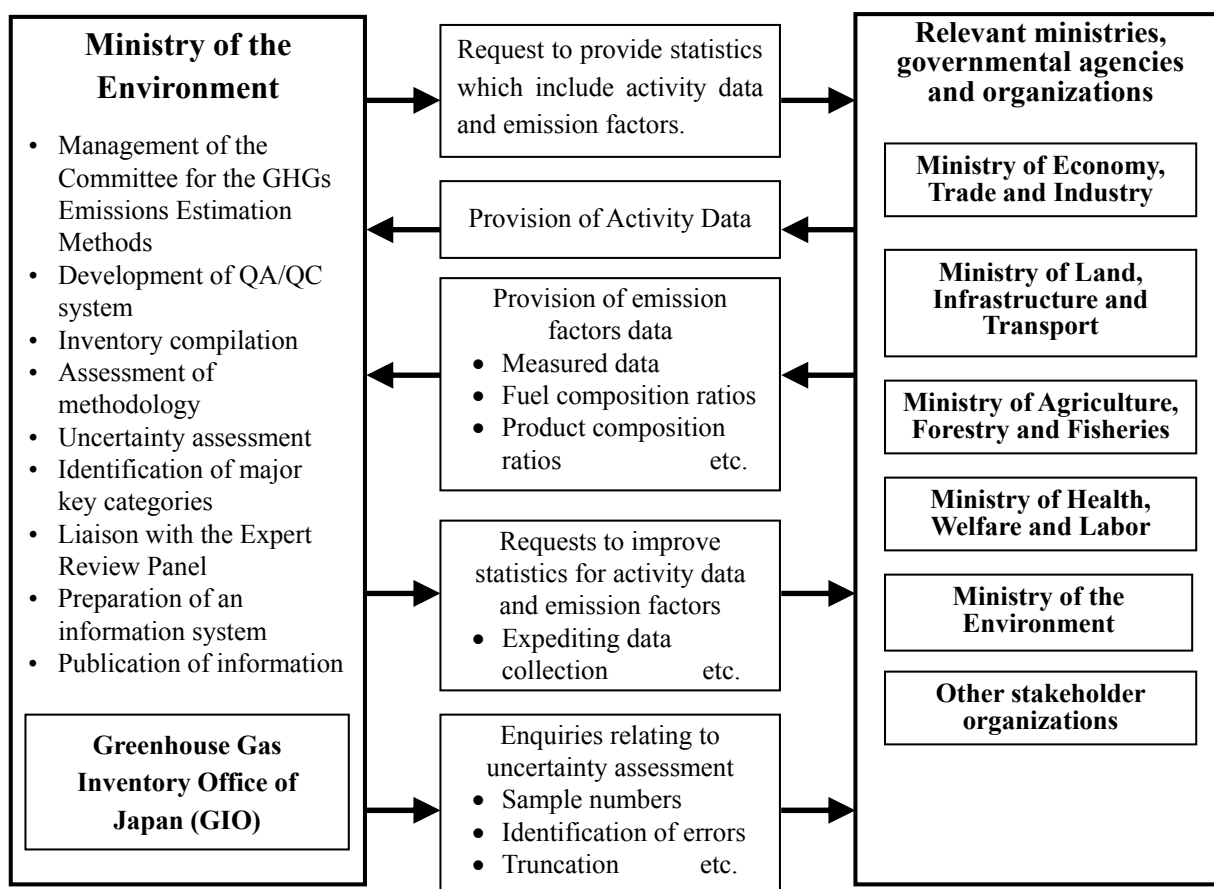 Ministry of the
Environment
• Management of the
Committee for the GHGs
Emissions Estimation
Methods
• Development of QA/QC
system
• Inventory compilation
• Assessment of
methodology
• Uncertainty assessment
• Identification of major
key categories
• Liaison with the Expert
Review Panel
• Preparation of an
information system
• Publication of information
Greenhouse Gas
Inventory Office of
Japan (GIO)
Request to provide statistics
which include activity data
and emission factors.
Provision of Activity Data
Provision of emission
factors data
• Measured data
• Fuel composition ratios
• Product composition
ratios etc.
Requests to improve
statistics for activity data
and emission factors
• Expediting data
collection etc.
Enquiries relating to
uncertainty assessment
• Sample numbers
• Identification of errors
• Truncation etc.
Relevant ministries,
governmental agencies
and organizations
Ministry of Economy,
Trade and Industry
Ministry of Land,
Infrastructure and
Transport
Ministry of Agriculture,
Forestry and Fisheries
Ministry of Health,
Welfare and Labor
Ministry of the
Environment
Other stakeholder
organizations